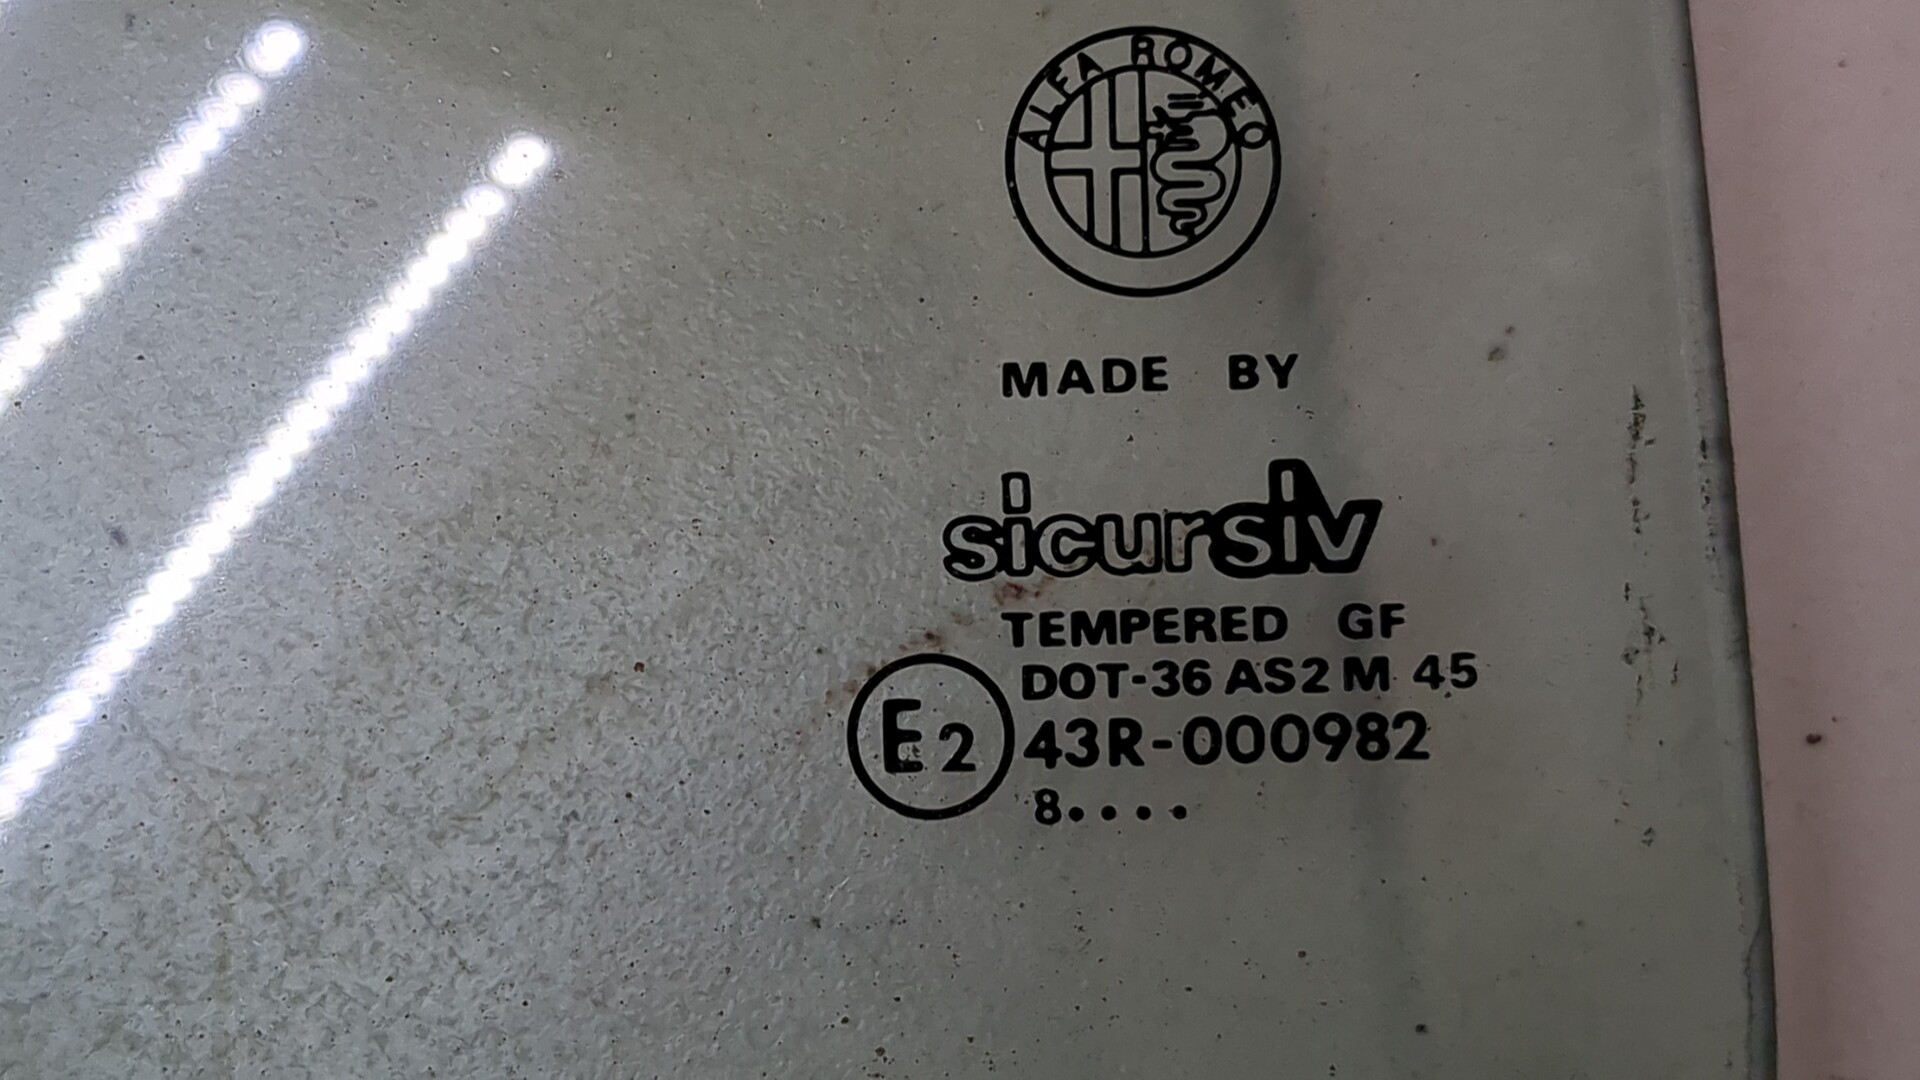 ALFA ROMEO
MADE BY
sicursiv
TEMPERED GF
DOT-36 AS2 M 45
E2 43R-000982
8....